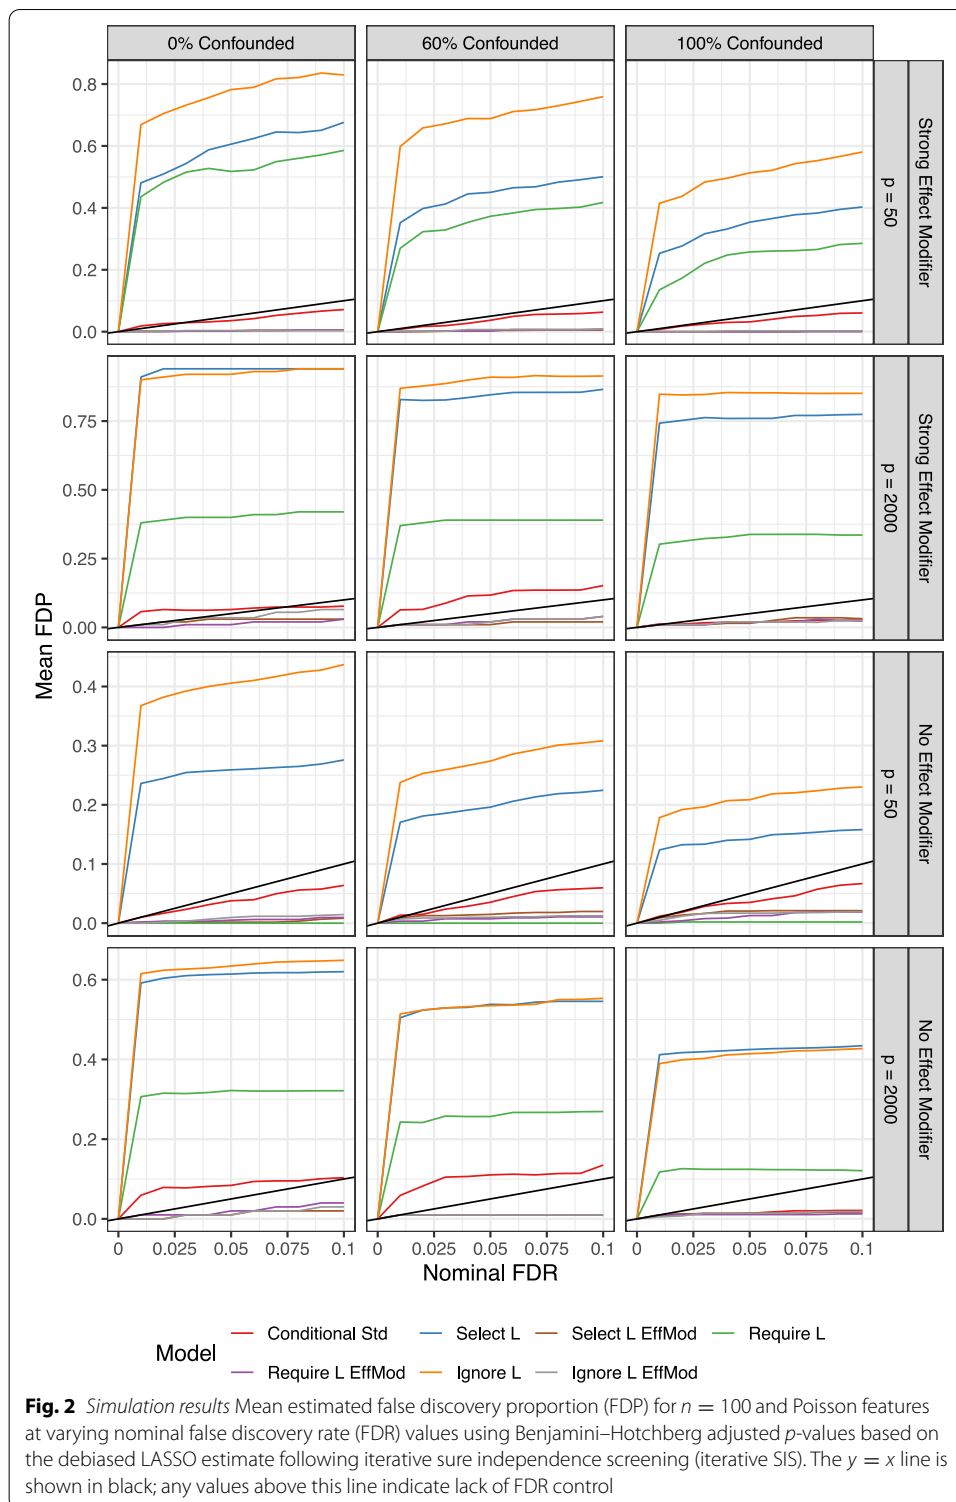 0% Confounded
60% Confounded
100% Confounded
0.8
0.6
0.4
0.2
0.0
Strong Effect Modifier
p = 50
0.75
0.50
0.25
0.00
Strong Effect Modifier
p = 2000
Mean FDP
0.4
0.3
0.2
0.1
0.0
No Effect Modifier
p = 50
0.6
0.4
0.2
0.0
No Effect Modifier
p = 2000
0 0.025 0.05 0.075 0.1
0 0.025 0.05 0.075 0.1
0 0.025 0.05 0.075 0.1
Nominal FDR
Model
Conditional Std
Select L
Select L EffMod
Require L
Require L EffMod
Ignore L
Ignore L EffMod
Fig. 2 Simulation results Mean estimated false discovery proportion (FDP) for n = 100 and Poisson features
at varying nominal false discovery rate (FDR) values using Benjamini–Hotchberg adjusted p-values based on
the debiased LASSO estimate following iterative sure independence screening (iterative SIS). The y = x line is
shown in black; any values above this line indicate lack of FDR control